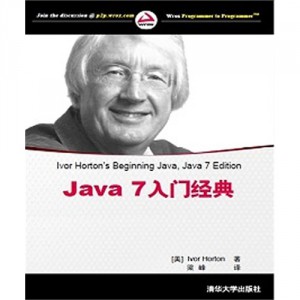 Join the discussion @ p2p.wrox.com
Wrox Programmer to Programmer™
Ivor Horton's Beginning Java, Java 7 Edition
Java 7入门经典
[美] Ivor Horton 著
梁峰 译
清华大学出版社